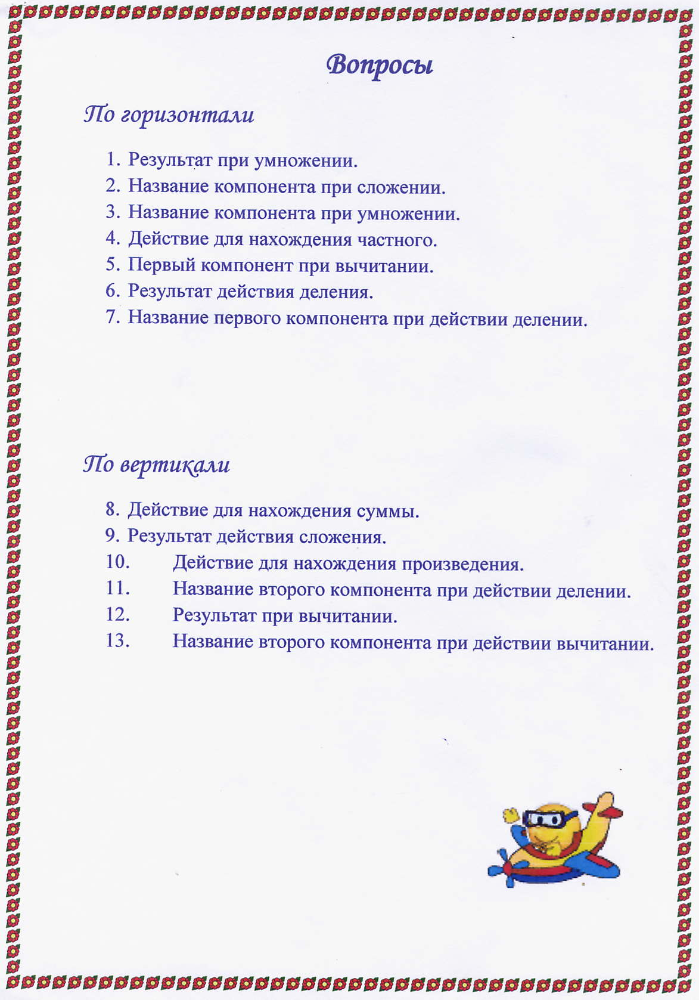 Вопросы
По горизонтали
1. Результат при умножении.
2. Название компонента при сложении.
3. Название компонента при умножении.
4. Действие для нахождения частного.
5. Первый компонент при вычитании.
6. Результат действия деления.
7. Название первого компонента при действии делении.
По вертикали
8. Действие для нахождения суммы.
9. Результат действия сложения.
10. Действие для нахождения произведения.
11. Название второго компонента при действии делении.
12. Результат при вычитании.
13. Название второго компонента при действии вычитании.